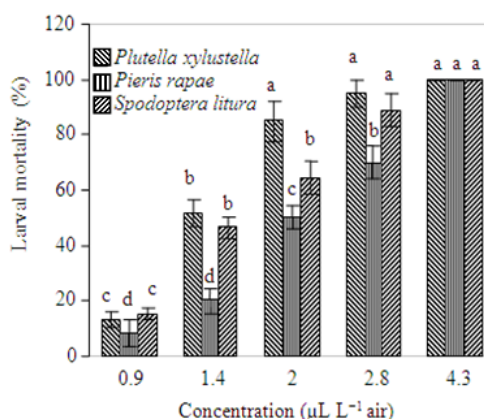 120
100
80
60
40
20
0
Larval mortality (%)
Plutella xylustella
Pieris rapae
Spodoptera litura
c d c
b d b
a c b
a b a
a a a
0.9 1.4 2 2.8 4.3
Concentration (µL L⁻¹ air)